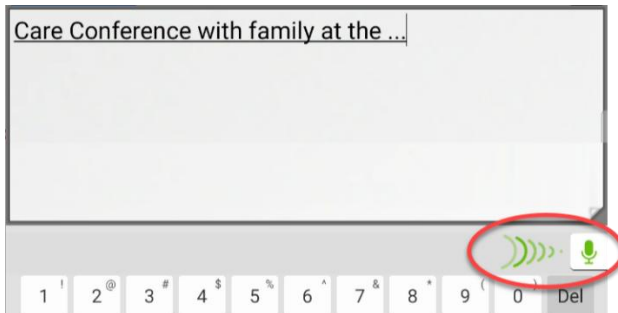 Care Conference with family at the ...
! @ # $ % ^ & * ( )
1 2 3 4 5 6 7 8 9 0 Del